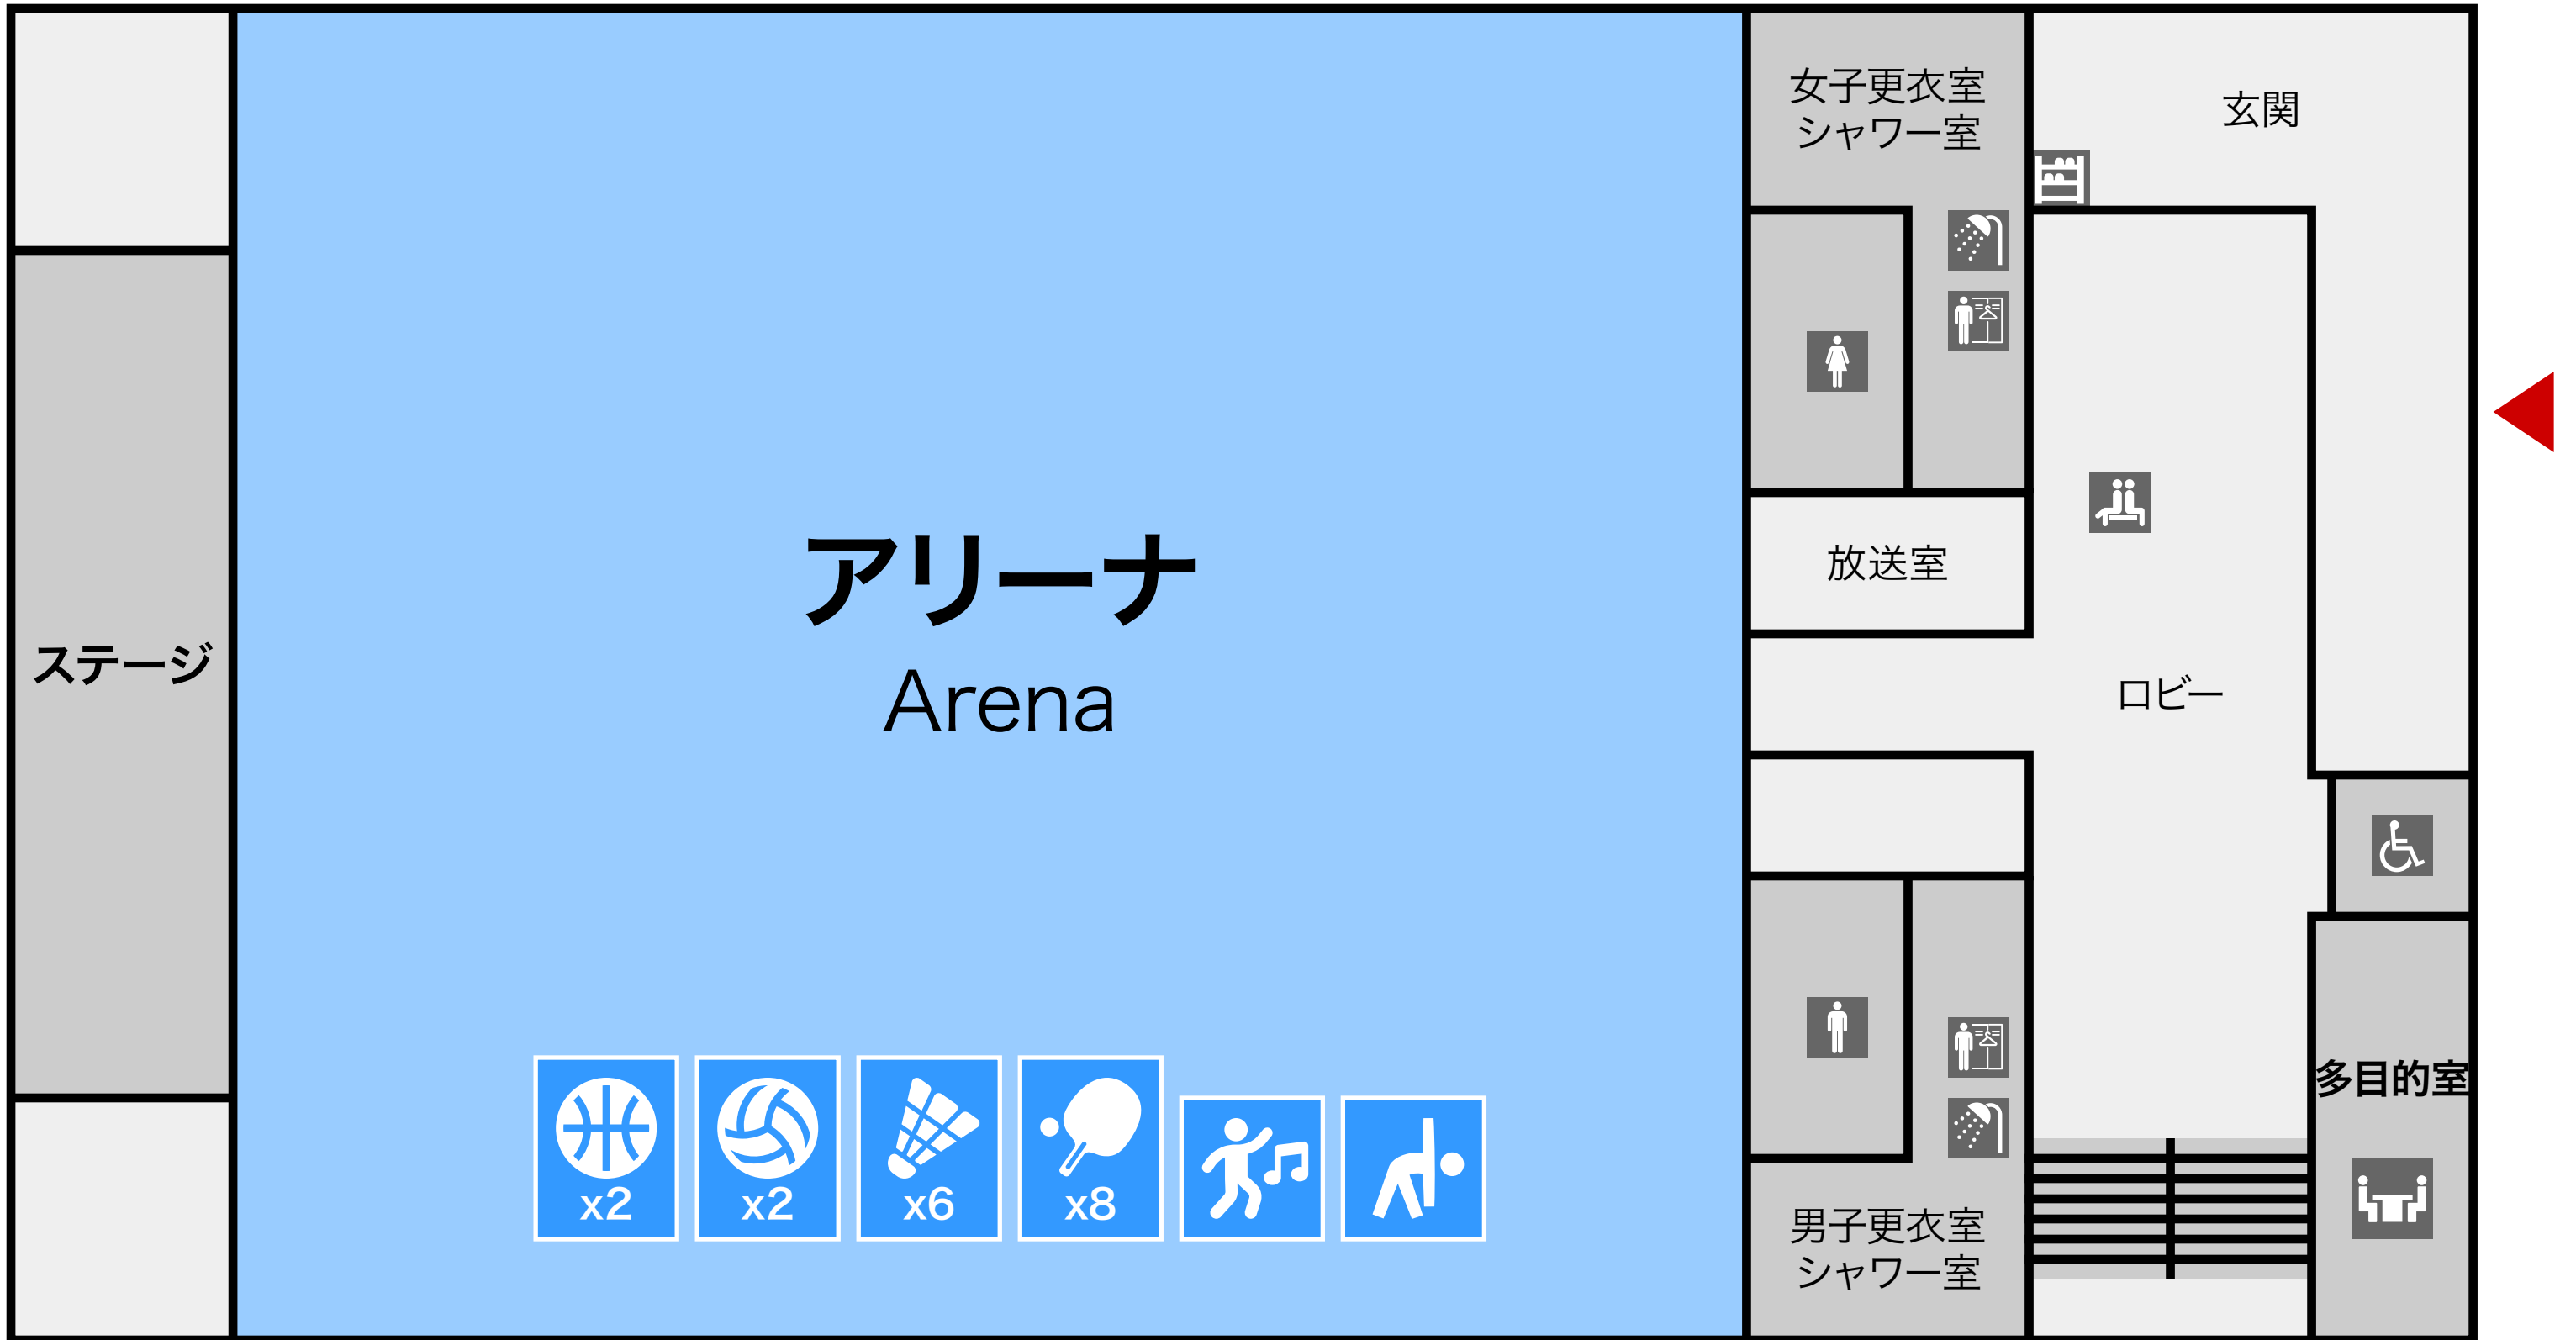 女子更衣室
シャワー室
玄関
放送室
アリーナ
Arena
ステージ
ロビー
多目的室
x2
x2
x6
x8
男子更衣室
シャワー室